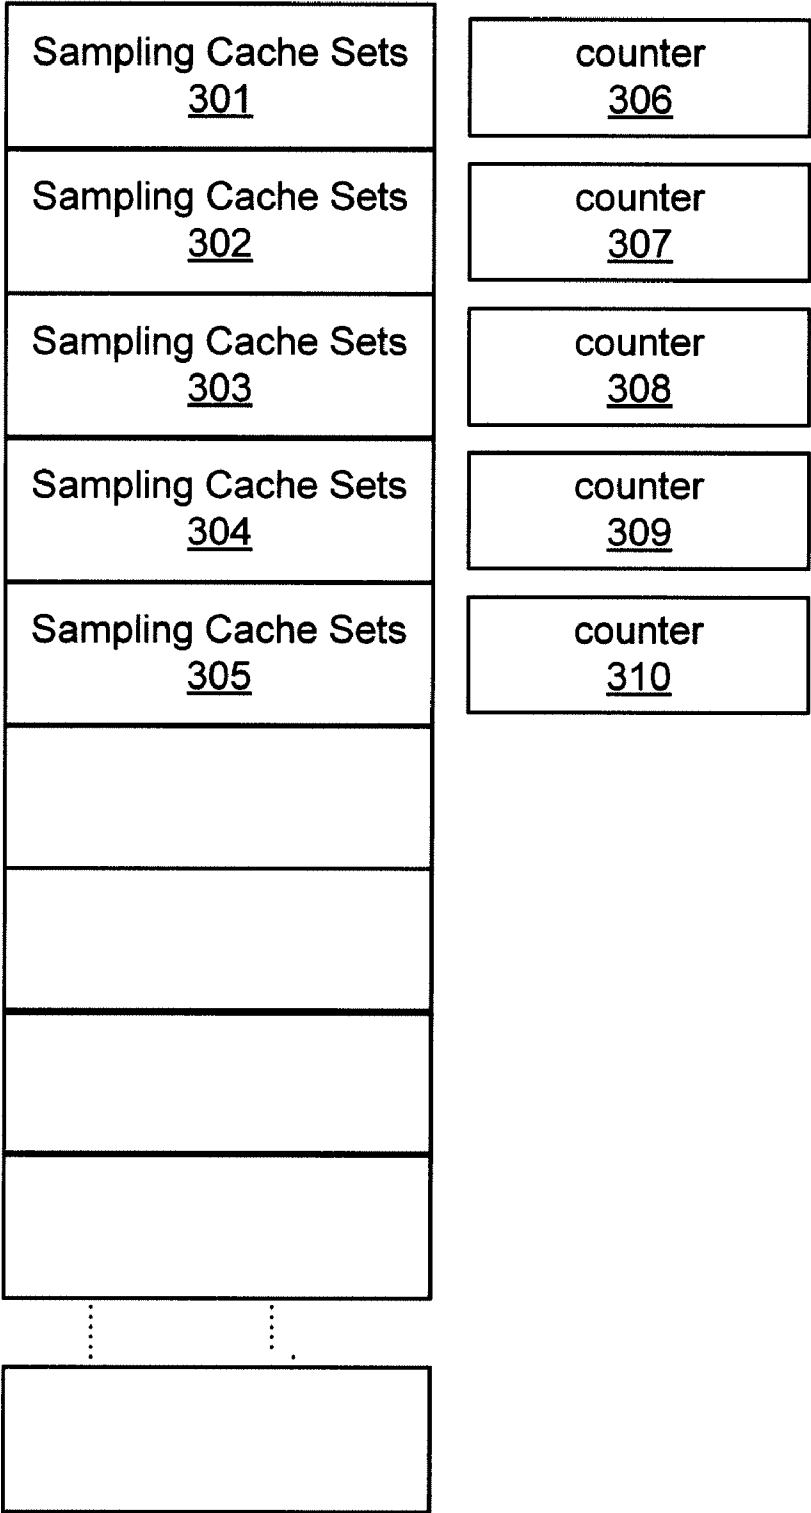 Sampling Cache Sets
301
counter
306
Sampling Cache Sets
302
counter
307
Sampling Cache Sets
303
counter
308
Sampling Cache Sets
304
counter
309
Sampling Cache Sets
305
counter
310